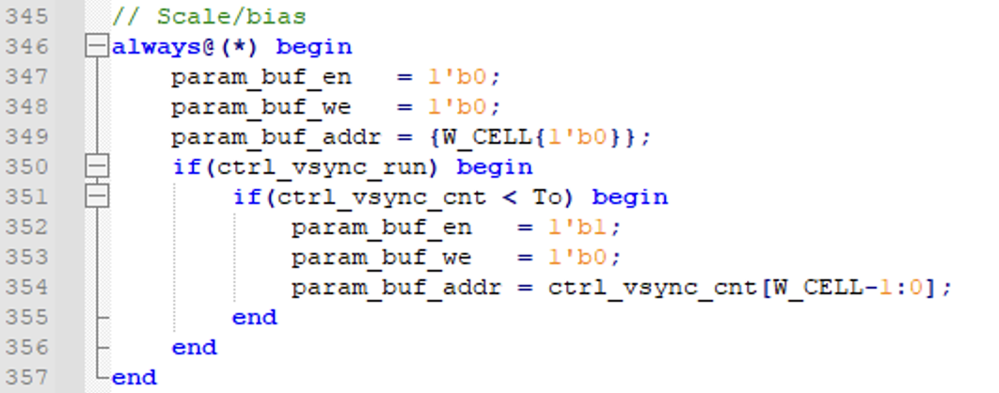 345 // Scale/bias
346 always@(*) begin
347     param_buf_en   = 1'b0;
348     param_buf_we   = 1'b0;
349     param_buf_addr = {W_CELL{1'b0}};
350     if(ctrl_vsync_run) begin
351         if(ctrl_vsync_cnt < To) begin
352             param_buf_en   = 1'b1;
353             param_buf_we   = 1'b0;
354             param_buf_addr = ctrl_vsync_cnt[W_CELL-1:0];
355         end
356     end
357 end